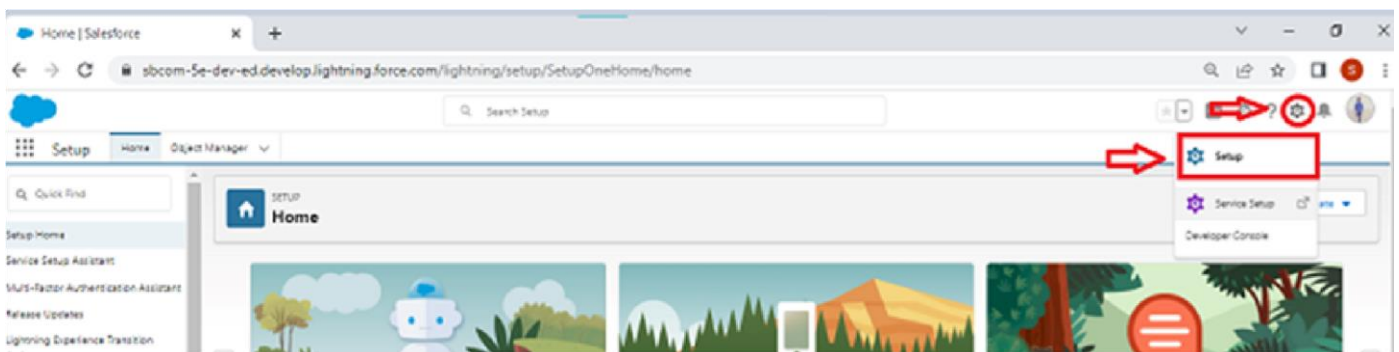 Home | Salesforce
sbcom-5e-dev-ed.develop.lightning.force.com/lightning/setup/SetupOneHome/home
S
Search Setup
?
Setup Home Object Manager
Setup
Quick Find
SETUP
Home
Service Setup
Setup Home
Developer Console
Service Setup Assistant
Multi-Factor Authentication Assistant
Release Updates
Lightning Experience Transition